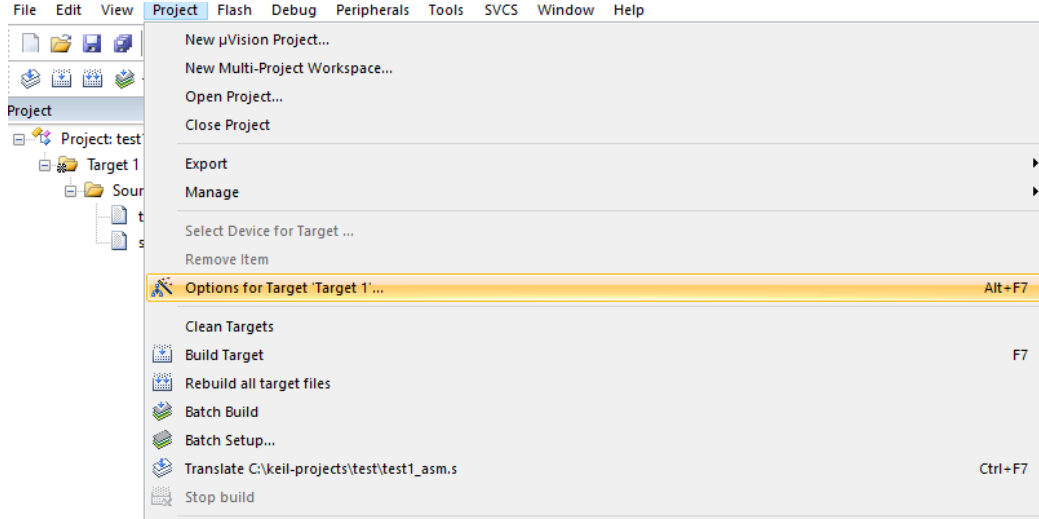 File Edit View Project Flash Debug Peripherals Tools SVCS Window Help
New µVision Project...
New Multi-Project Workspace...
Open Project...
Close Project
Export
Manage
Select Device for Target ...
Remove Item
Options for Target 'Target 1'... Alt+F7
Clean Targets
Build Target F7
Rebuild all target files
Batch Build
Batch Setup...
Translate C:\keil-projects\test\test1_asm.s Ctrl+F7
Stop build
Project
Project: test1
Target 1
Sour
t
s